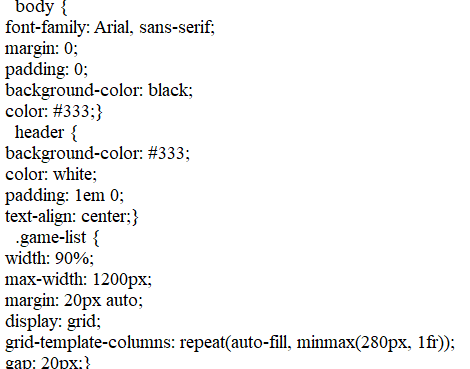 body {
font-family: Arial, sans-serif;
margin: 0;
padding: 0;
background-color: black;
color: #333;}
header {
background-color: #333;
color: white;
padding: 1em 0;
text-align: center;}
.game-list {
width: 90%;
max-width: 1200px;
margin: 20px auto;
display: grid;
grid-template-columns: repeat(auto-fill, minmax(280px, 1fr));
gap: 20px;}